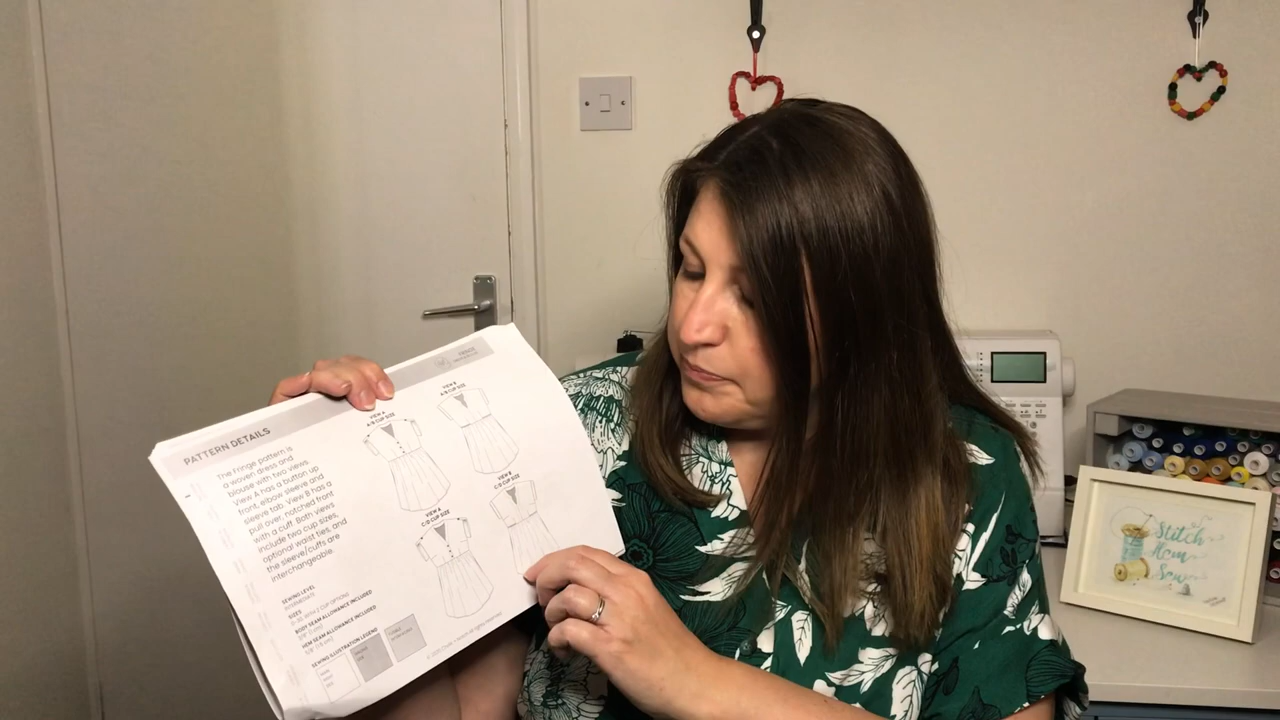 PATTERN DETAILS
The Fringe pattern is
a woven dress and
blouse with two views.
View A has a button up
front, elbow sleeve and
sleeve tab. View B has a
pull over, notched front
with a cuff. Both views
include two cup sizes,
optional waist ties, and
the sleeve/cuffs are
interchangeable.
SEWING LEVEL
INTERMEDIATE
SIZES
BODY SEAM ALLOWANCE INCLUDED
HEM SEAM ALLOWANCE INCLUDED
SEWING ILLUSTRATION LEGEND
VIEW A
A/B CUP SIZE
VIEW B
A/B CUP SIZE
VIEW A
C/D CUP SIZE
VIEW B
C/D CUP SIZE
Stitch
Hem
Sew